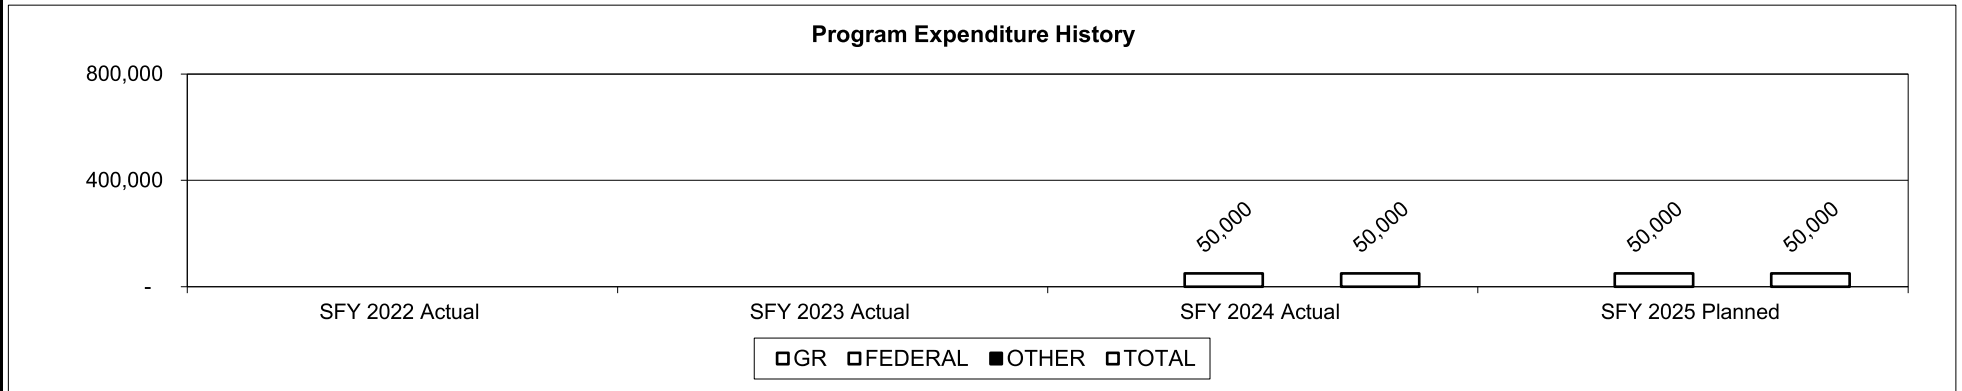 Program Expenditure History
800,000
400,000
-
50,000
50,000
50,000
50,000
SFY 2022 Actual
SFY 2023 Actual
SFY 2024 Actual
SFY 2025 Planned
GR FEDERAL OTHER TOTAL